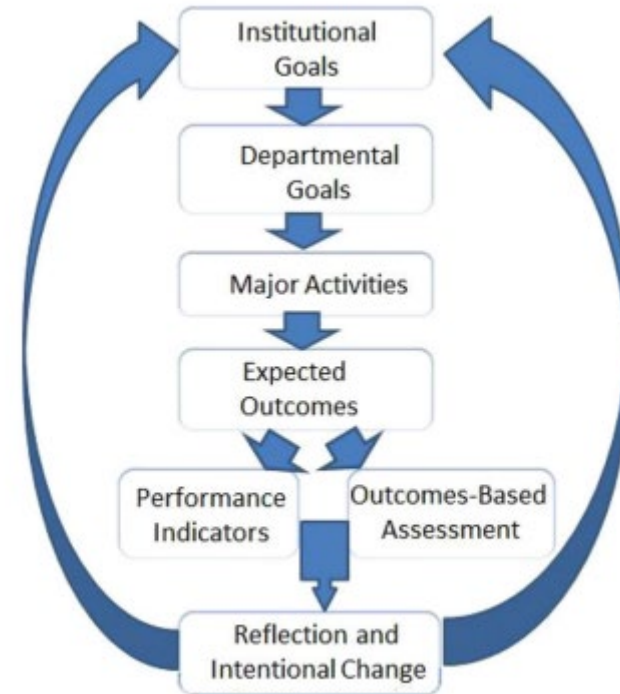 Institutional
Goals
Departmental
Goals
Major Activities
Expected
Outcomes
Performance
Indicators
Outcomes-Based
Assessment
Reflection and
Intentional Change